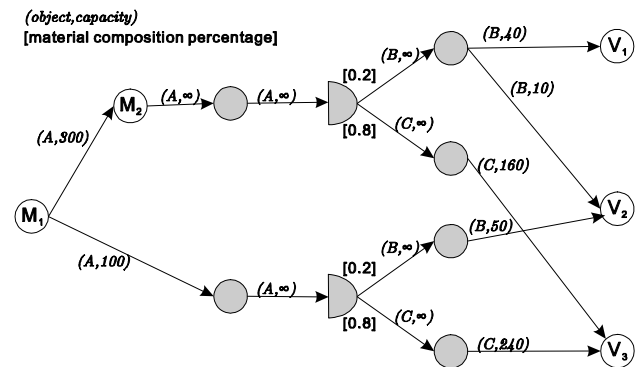 (object,capacity)
[material composition percentage]
(B,40)
V1
(B,∞)
[0.2]
M2
(A,∞)
(A,∞)
(B,10)
(A,300)
[0.8]
(C,∞)
(C,160)
M1
V2
(B,50)
(B,∞)
(A,100)
[0.2]
(A,∞)
(C,∞)
[0.8]
(C,240)
V3